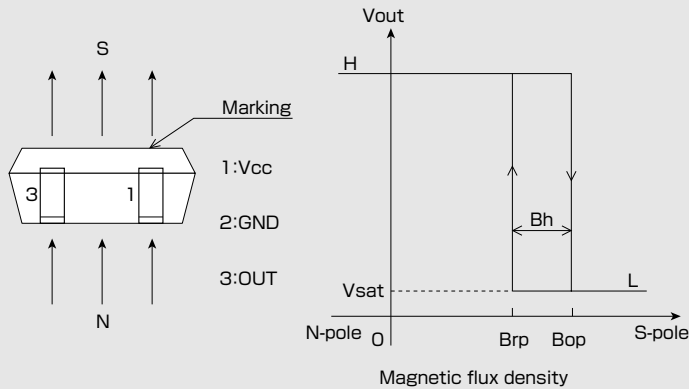 S
Marking
3
1
1:Vcc
2:GND
3:OUT
N
Vout
H
Bh
Vsat
L
N-pole
0
Brp
Bop
S-pole
Magnetic flux density